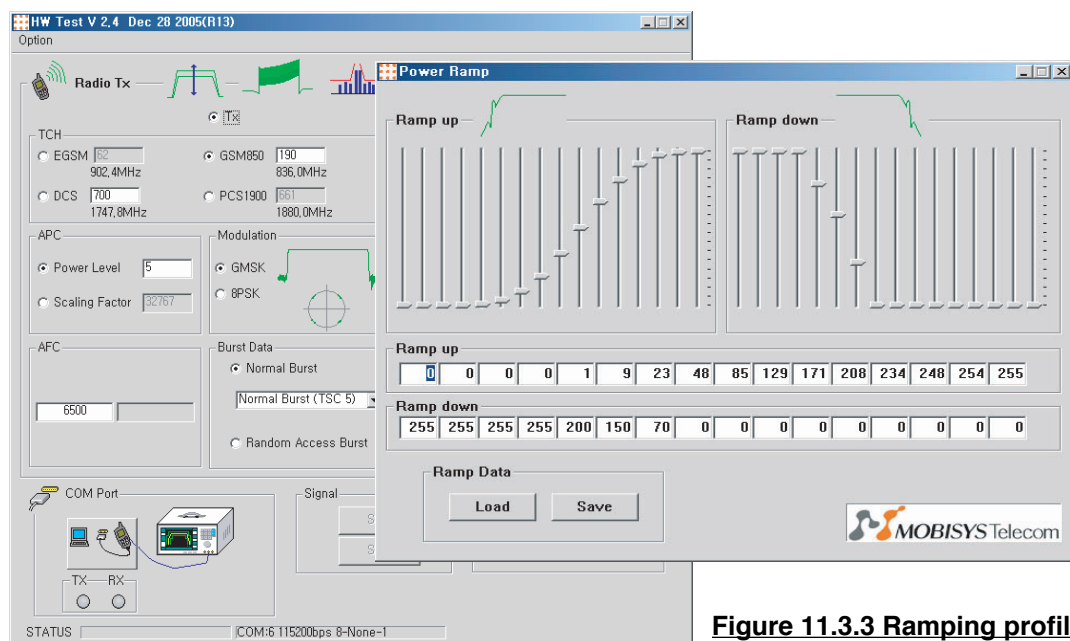 HW Test V 2,4 Dec 28 2005(R13)
Option
Radio Tx
Tx
TCH
EGSM 62
902,4MHz
GSM850 190
836,0MHz
DCS 700
1747,8MHz
PCS1900 661
1880,0MHz
APC
Power Level 5
Scaling Factor 32767
Modulation
GMSK
8PSK
AFC
6500
Burst Data
Normal Burst
Normal Burst (TSC 5)
Random Access Burst
COM Port
TX RX
Signal
S
S
STATUS
COM:6 115200bps 8-None-1
Power Ramp
Ramp up
Ramp down
Ramp up
0 0 0 0 1 9 23 48 85 129 171 208 234 248 254 255
Ramp down
255 255 255 255 200 150 70 0 0 0 0 0 0 0 0 0
Ramp Data
Load Save
MOBISYS Telecom
Figure 11.3.3 Ramping profil